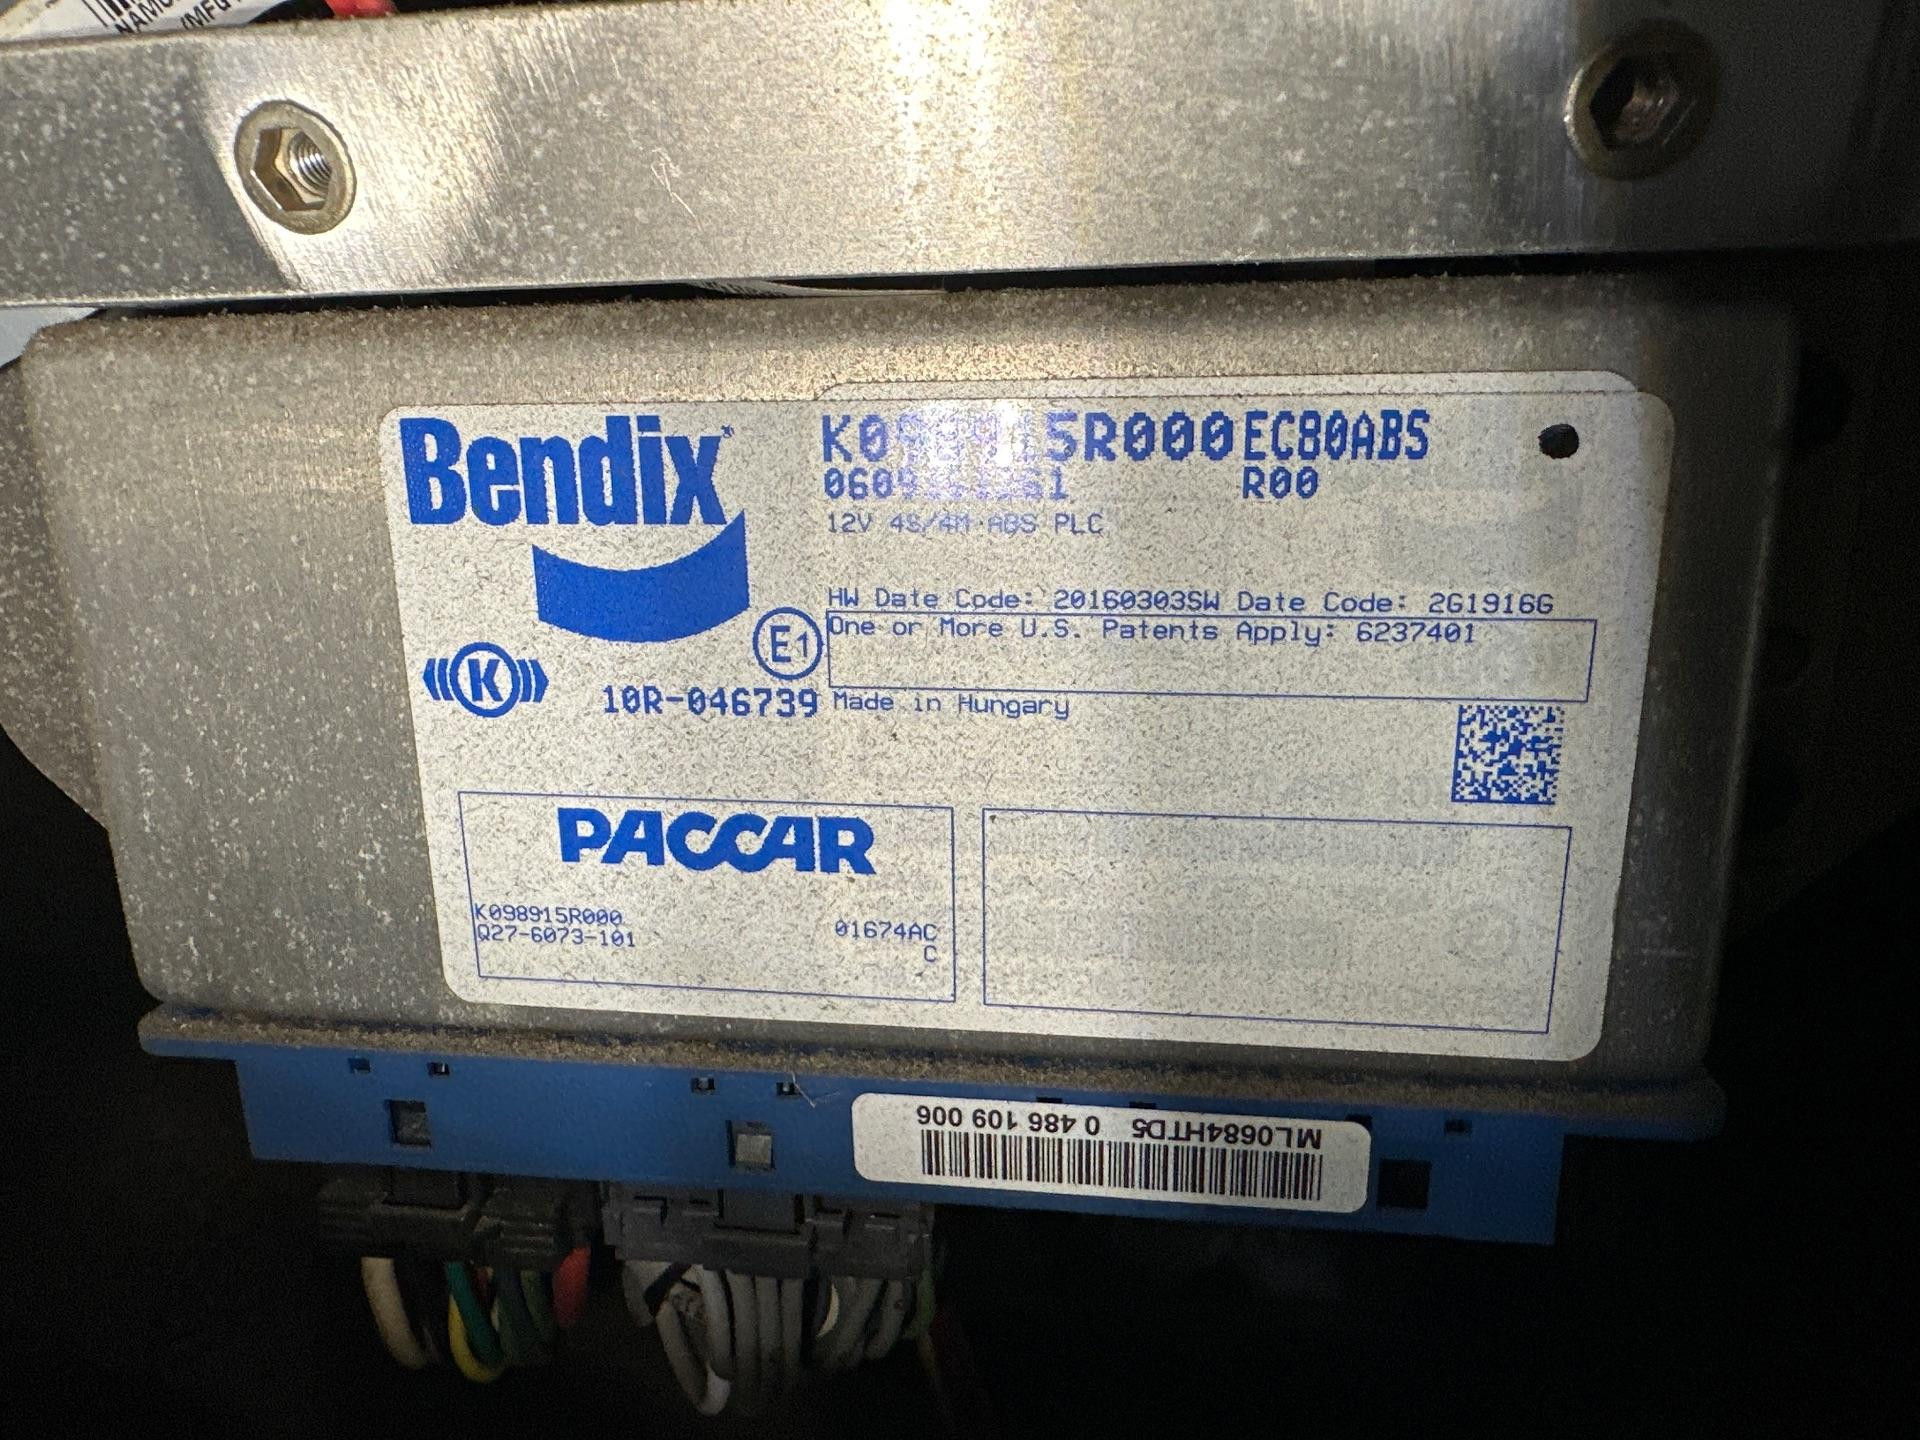 Bendix
K098915R000 EC80ABS
R00
12V 4S/4M ABS PLC
HW Date Code: 20160303SW Date Code: 2G1916G
One or More U.S. Patents Apply: 6237401
E1
K
10R-046739
Made in Hungary
PACCAR
K098915R000
Q27-6073-101
01674AC
C
ML0684HTD5 0 486 109 006